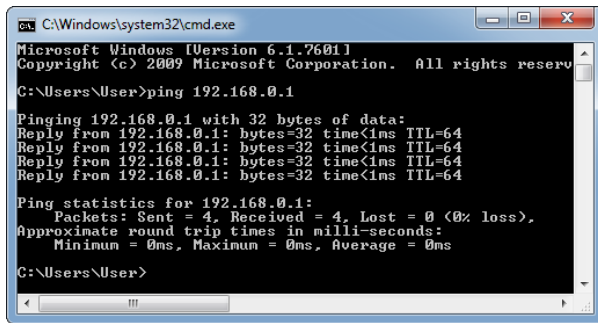 C:\Windows\system32\cmd.exe
Microsoft Windows [Version 6.1.7601]
Copyright (c) 2009 Microsoft Corporation.  All rights reserv
C:\Users\User>ping 192.168.0.1
Pinging 192.168.0.1 with 32 bytes of data:
Reply from 192.168.0.1: bytes=32 time<1ms TTL=64
Reply from 192.168.0.1: bytes=32 time<1ms TTL=64
Reply from 192.168.0.1: bytes=32 time<1ms TTL=64
Reply from 192.168.0.1: bytes=32 time<1ms TTL=64
Ping statistics for 192.168.0.1:
    Packets: Sent = 4, Received = 4, Lost = 0 (0% loss),
Approximate round trip times in milli-seconds:
    Minimum = 0ms, Maximum = 0ms, Average = 0ms
C:\Users\User>